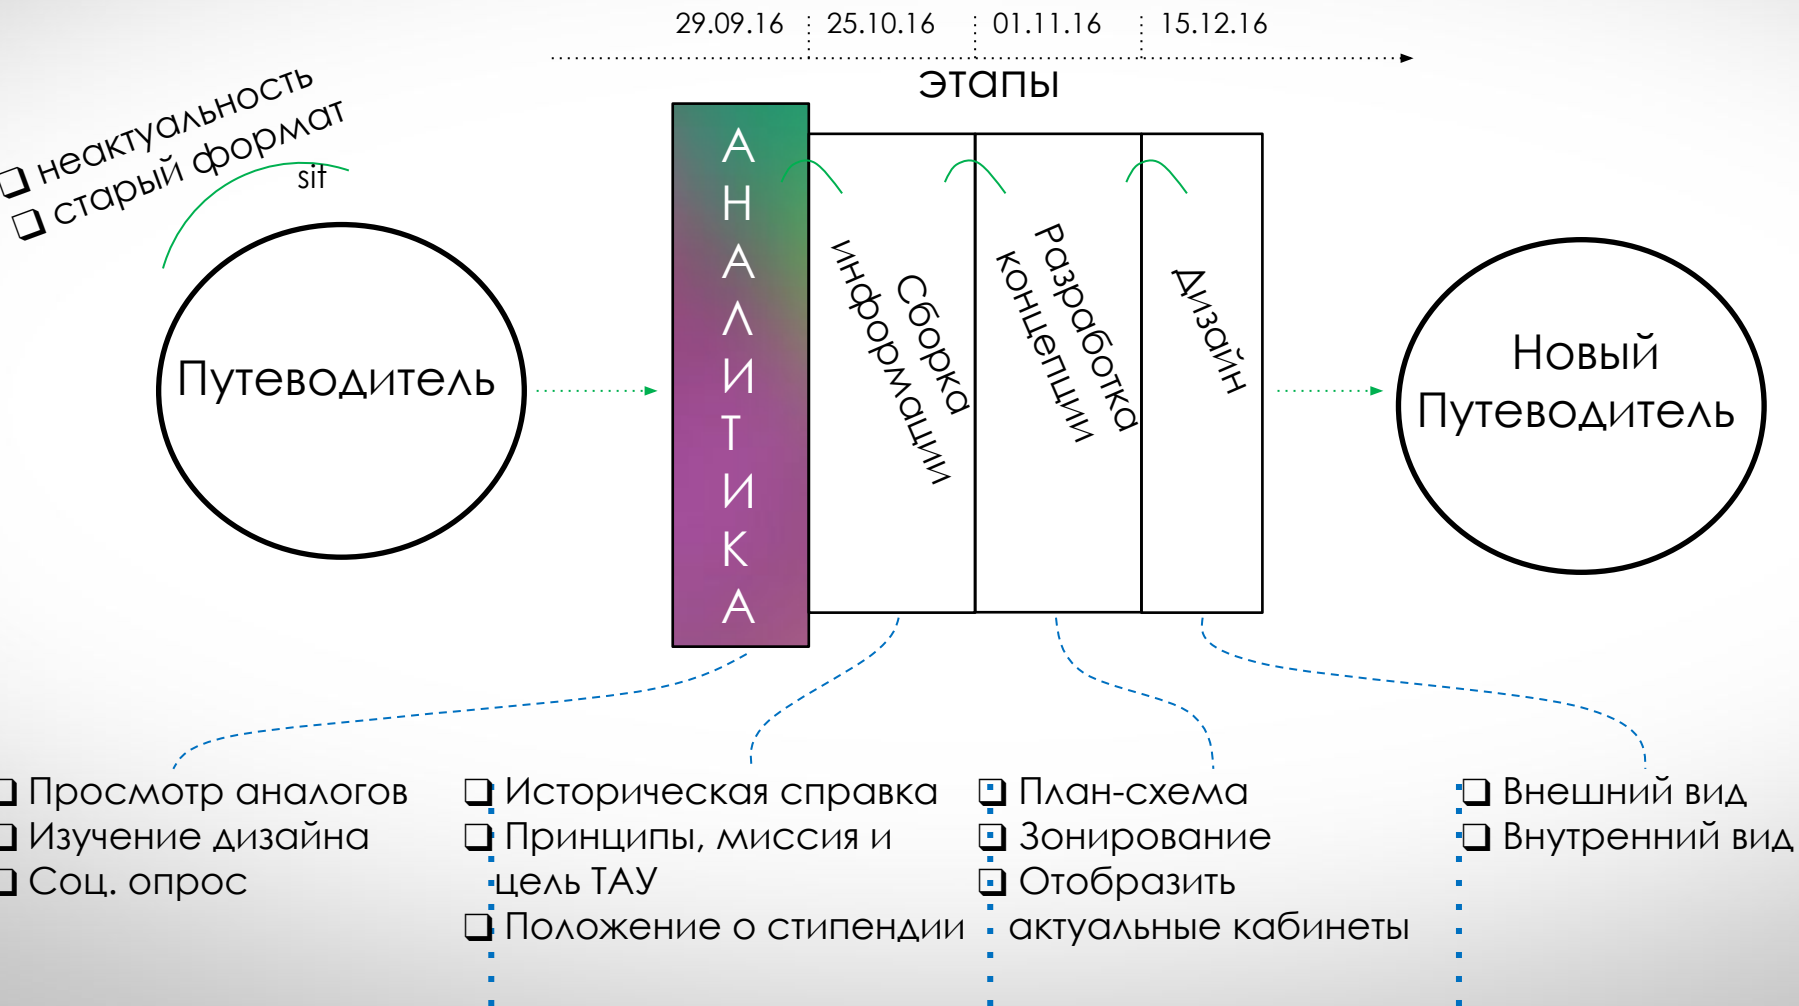 29.09.16 25.10.16 01.11.16 15.12.16
этапы
неактуальность
старый формат
sit
Путеводитель
АНАЛИТИКА
Сборка
информации
Разработка
концепции
Дизайн
Новый
Путеводитель
Просмотр аналогов
Изучение дизайна
Соц. опрос
Историческая справка
Принципы, миссия и
цель ТАУ
Положение о стипендии
План-схема
Зонирование
Отобразить
актуальные кабинеты
Внешний вид
Внутренний вид